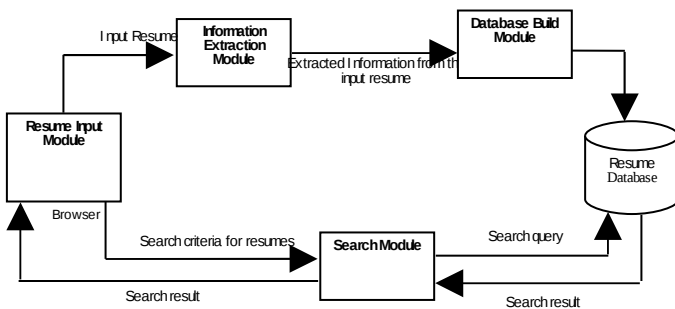 Input Resume
Information
Extraction
Module
Database Build
Module
Extracted Information from th
input resume
Resume Input
Module
Resume
Database
Browser
Search criteria for resumes
Search Module
Search query
Search result
Search result